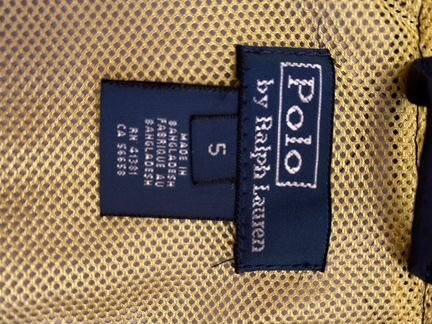 Polo
by Ralph Lauren
5
MADE IN
BANGLADESH
FABRIQUE AU
BANGLADESH
RN 41381
CA 56658